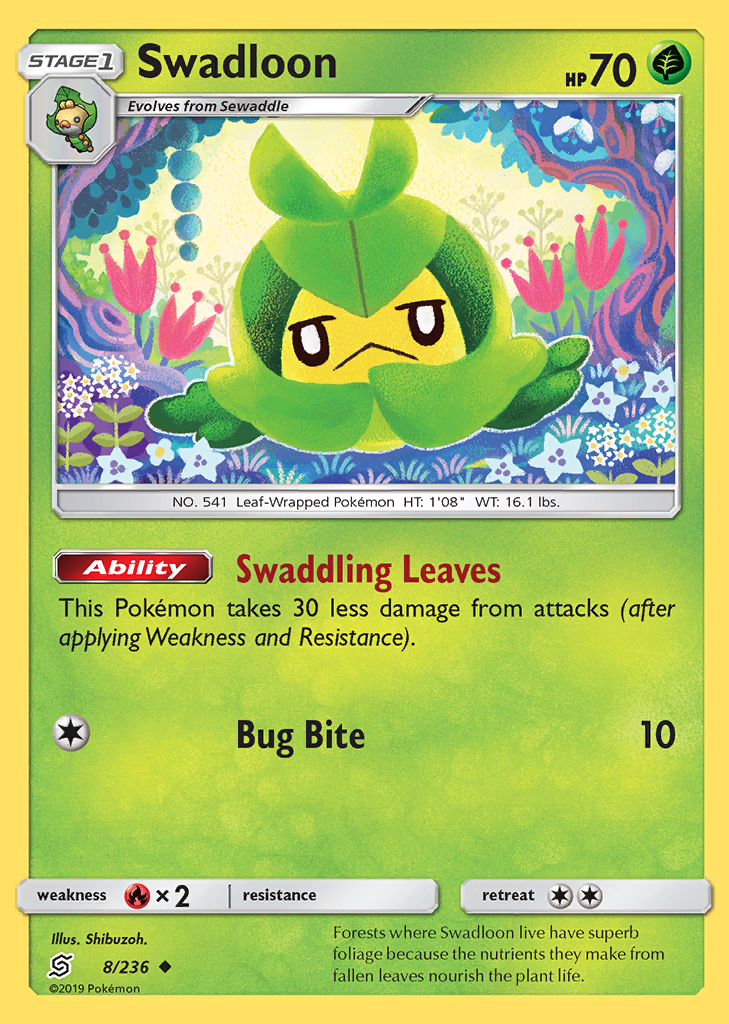 STAGE1
Swadloon
HP70
Evolves from Sewaddle
NO. 541 Leaf-Wrapped Pokémon HT: 1'08" WT: 16.1 lbs.
Ability Swaddling Leaves
This Pokémon takes 30 less damage from attacks (after
applying Weakness and Resistance).
Bug Bite 10
weakness ×2 resistance retreat
Illus. Shibuzoh.
8/236
©2019 Pokémon
Forests where Swadloon live have superb
foliage because the nutrients they make from
fallen leaves nourish the plant life.